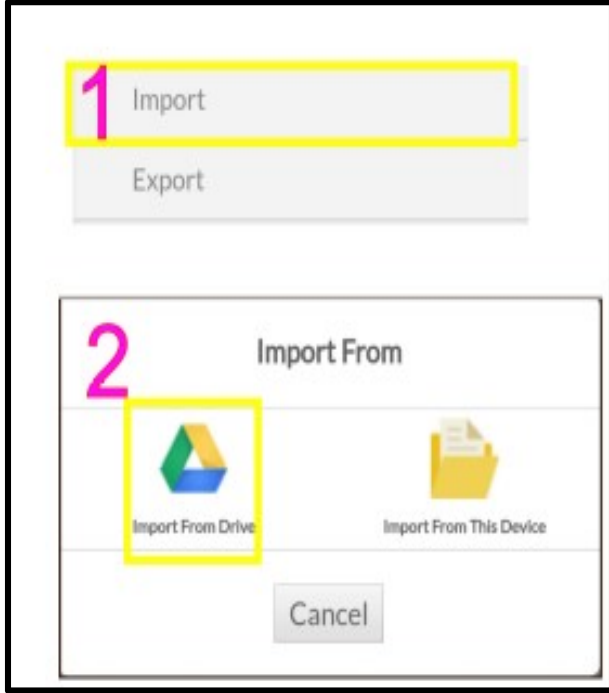 1
Import
Export
2
Import From
Import From Drive
Import From This Device
Cancel